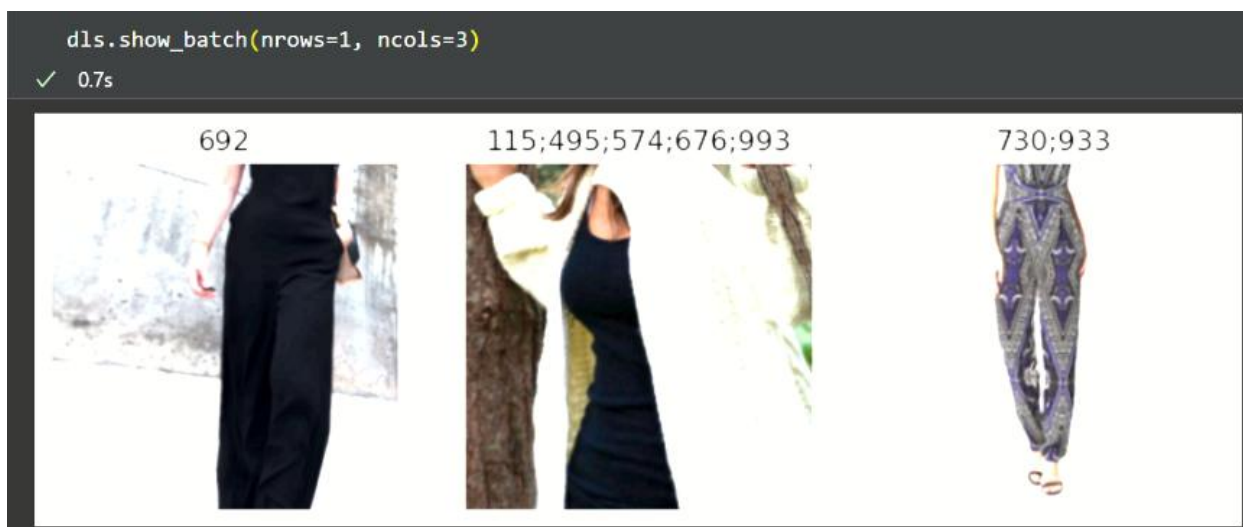 dls.show_batch(nrows=1, ncols=3)
✓ 0.7s
692
115;495;574;676;993
730;933